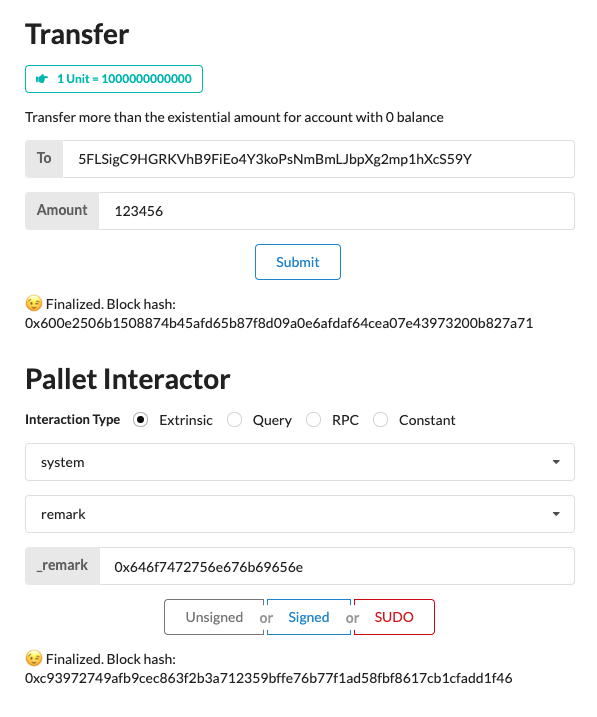 Transfer
1 Unit = 1000000000000
Transfer more than the existential amount for account with 0 balance
To 5FLSigC9HGRKVhB9FiEo4Y3koPsNmBmLJbpXg2mp1hXcS59Y
Amount 123456
Submit
😉 Finalized. Block hash:
0x600e2506b1508874b45afd65b87f8d09a0e6afdaf64cea07e43973200b827a71
Pallet Interactor
Interaction Type Extrinsic Query RPC Constant
system
remark
_remark 0x646f7472756e676b69656e
Unsigned or Signed or SUDO
😉 Finalized. Block hash:
0xc93972749afb9cec863f2b3a712359bffe76b77f1ad58fbf8617cb1cfadd1f46